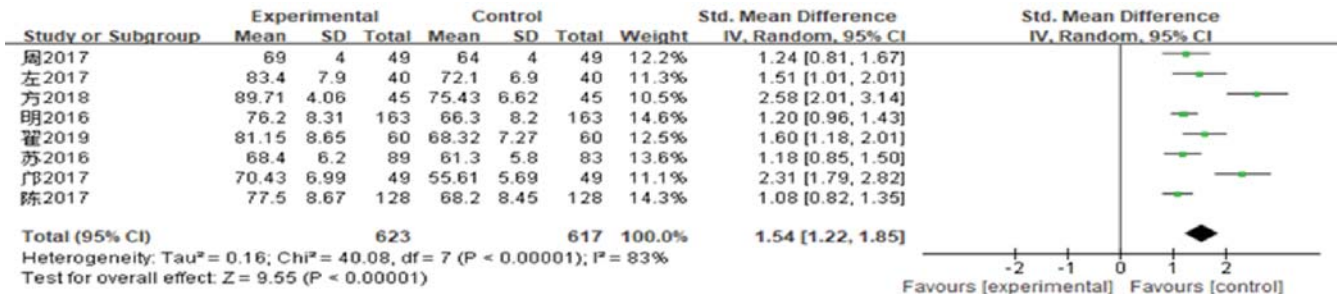 Experimental Control Std. Mean Difference Std. Mean Difference
Study or Subgroup Mean SD Total Mean SD Total Weight IV, Random, 95% CI IV, Random, 95% CI
周2017 69 4 49 64 4 49 12.2% 1.24 [0.81, 1.67]
左2017 83.4 7.9 40 72.1 6.9 40 11.3% 1.51 [1.01, 2.01]
方2018 89.71 4.06 45 75.43 6.62 45 10.5% 2.58 [2.01, 3.14]
明2016 76.2 8.31 163 66.3 8.2 163 14.6% 1.20 [0.96, 1.43]
翟2019 81.15 8.65 60 68.32 7.27 60 12.5% 1.60 [1.18, 2.01]
苏2016 68.4 6.2 89 61.3 5.8 83 13.6% 1.18 [0.85, 1.50]
邝2017 70.43 6.99 49 55.61 5.69 49 11.1% 2.31 [1.79, 2.82]
陈2017 77.5 8.67 128 68.2 8.45 128 14.3% 1.08 [0.82, 1.35]
Total (95% CI) 623 617 100.0% 1.54 [1.22, 1.85]
Heterogeneity: Tau² = 0.16; Chi² = 40.08, df = 7 (P < 0.00001); I² = 83%
Test for overall effect: Z = 9.55 (P < 0.00001)
-2 -1 0 1 2
Favours [experimental] Favours [control]